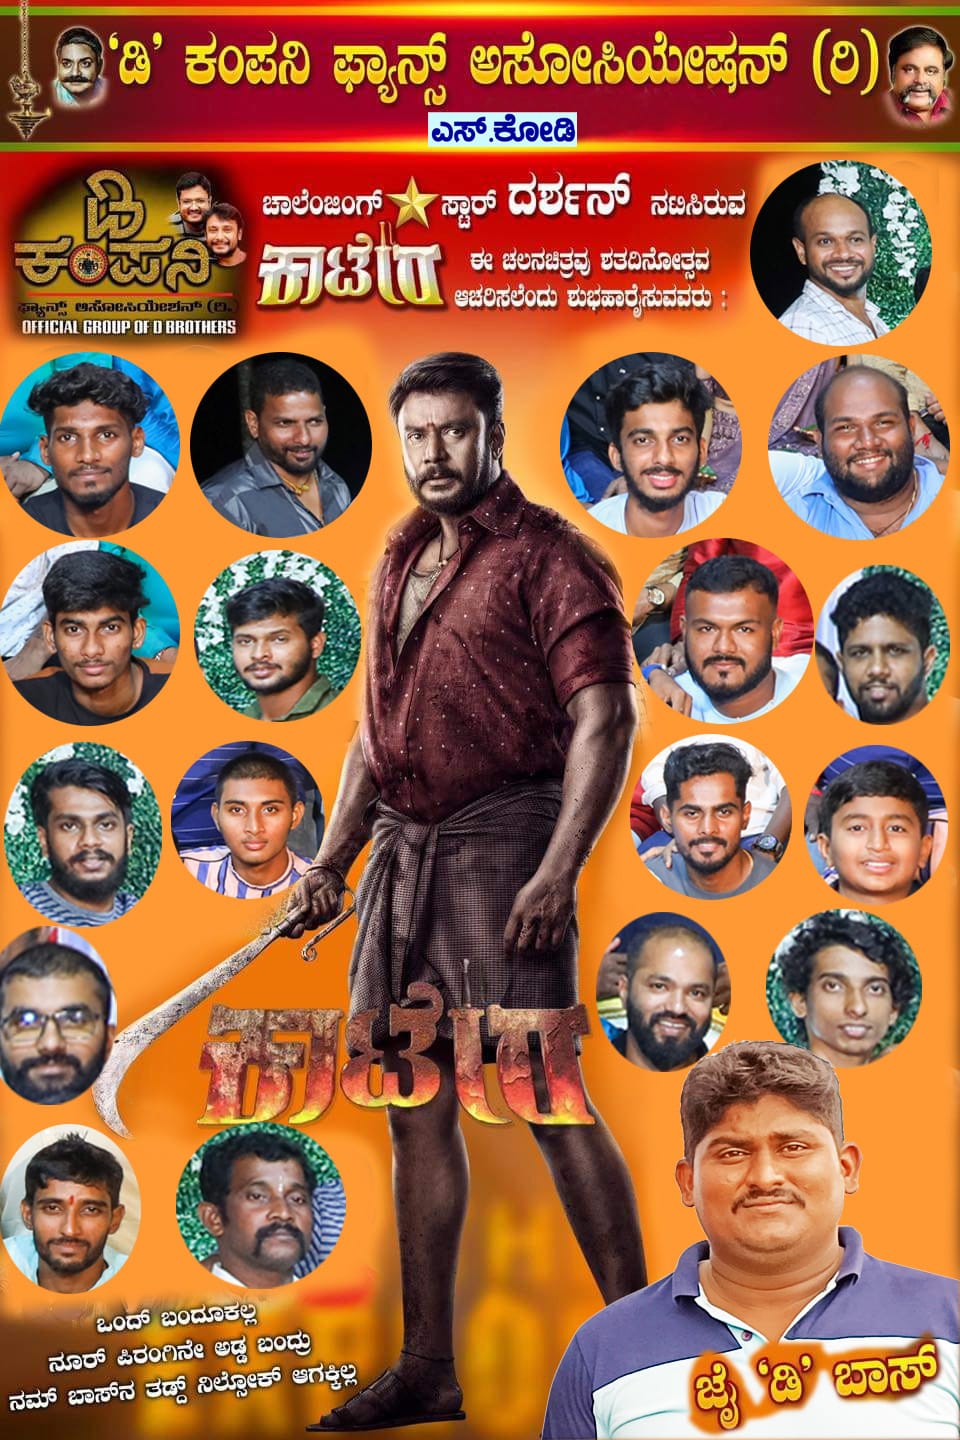 ‘ಡಿ’ ಕಂಪನಿ ಫ್ಯಾನ್ಸ್ ಅಸೋಸಿಯೇಷನ್ (ರಿ)
ಎಸ್.ಕೋಡಿ
ಡಿ
ಕಂಪನಿ
ಫ್ಯಾನ್ಸ್ ಅಸೋಸಿಯೇಶನ್ (ರಿ.
OFFICIAL GROUP OF D BROTHERS
ಚಾಲೆಂಜಿಂಗ್ ಸ್ಟಾರ್ ದರ್ಶನ್ ನಟಿಸಿರುವ
ಕಾಟೇರ ಈ ಚಲನಚಿತ್ರವು ಶತದಿನೋತ್ಸವ
ಆಚರಿಸಲೆಂದು ಶುಭಹಾರೈಸುವವರು :
ಕಾಟೇರ
ಒಂದ್ ಬಂದೂಕಲ್ಲ
ನೂರ್ ಪಿರಂಗಿನೇ ಅಡ್ಡ ಬಂದ್ರು
ನಮ್ ಬಾಸ್‌ನ ತಡ್ದ್ ನಿಲ್ಸೋಕ್ ಆಗಕ್ಕಿಲ್ಲ
ಜೈ ‘ಡಿ’ ಬಾಸ್